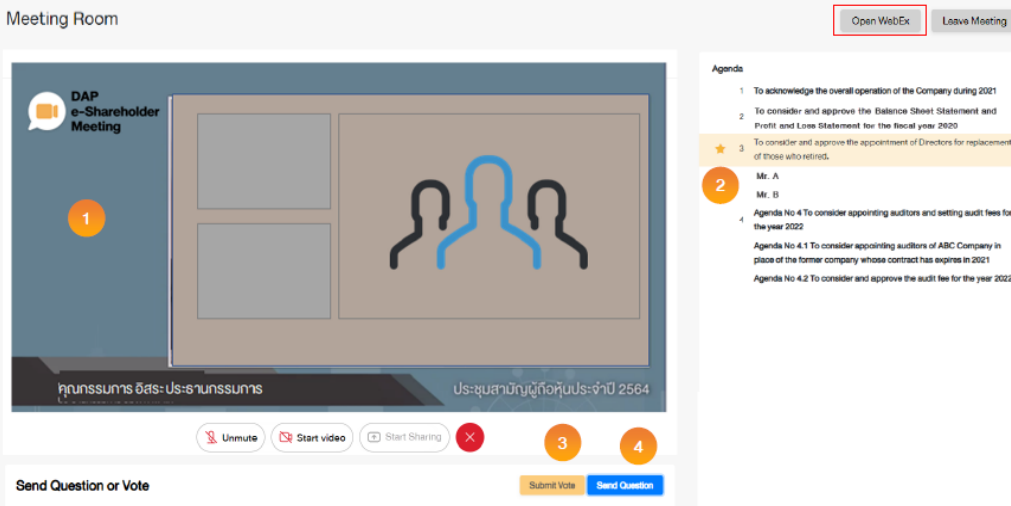 Meeting Room
Open WebEx
Leave Meeting
DAP
e-Shareholder
Meeting
1
คุณกรรมการ อิสระ ประธานกรรมการ
ประชุมสามัญผู้ถือหุ้นประจำปี 2564
Unmute
Start video
Start Sharing
3
4
Send Question or Vote
Submit Vote
Send Question
Agenda
1 To acknowledge the overall operation of the Company during 2021
2 To consider and approve the Balance Sheet Statement and
Profit and Loss Statement for the fiscal year 2020
3 To consider and approve the appointment of Directors for replacement
of those who retired.
2
Mr. A
Mr. B
4 Agenda No 4 To consider appointing auditors and setting audit fees for
the year 2022
Agenda No 4.1 To consider appointing auditors of ABC Company in
place of the former company whose contract has expires in 2021
Agenda No 4.2 To consider and approve the audit fee for the year 2022